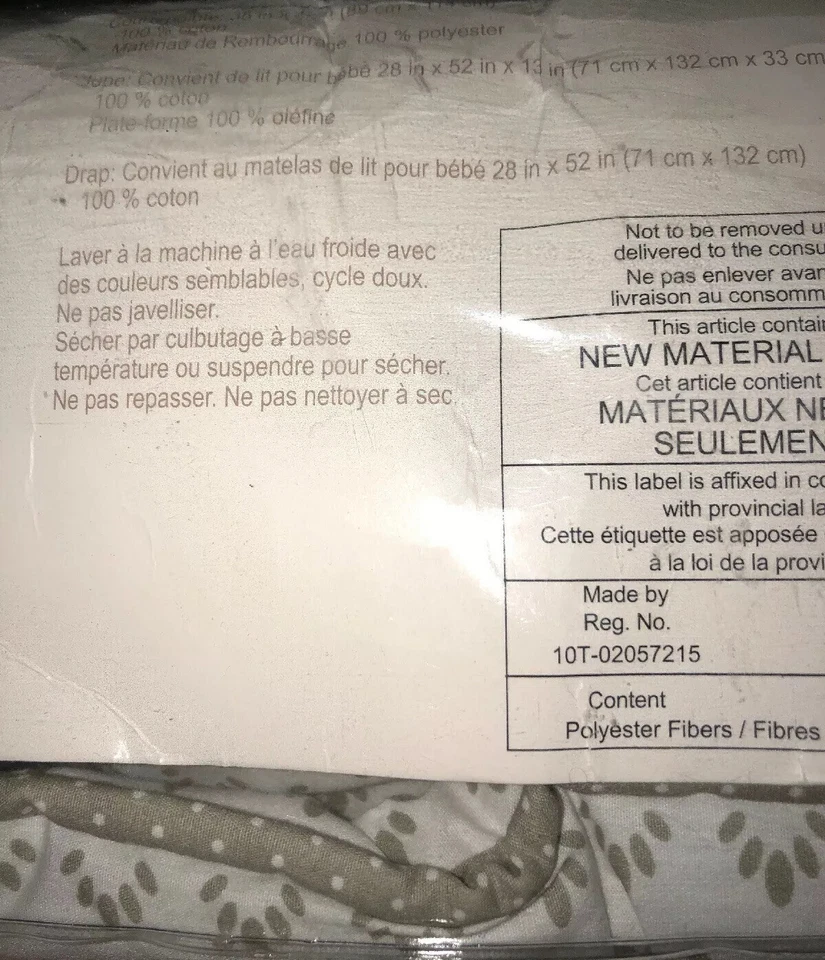 100 % coton
Matériau de Rembourrage 100 % polyester
Jupe: Convient de lit pour bébé 28 in x 52 in x 13 in (71 cm x 132 cm x 33 cm
100 % coton
Plate-forme 100 % oléfine
Drap: Convient au matelas de lit pour bébé 28 in x 52 in (71 cm x 132 cm)
100 % coton
Laver à la machine à l'eau froide avec
des couleurs semblables, cycle doux.
Ne pas javelliser.
Sécher par culbutage à basse
température ou suspendre pour sécher.
Ne pas repasser. Ne pas nettoyer à sec.
Not to be removed u
delivered to the consu
Ne pas enlever avan
livraison au consomm
This article contain
NEW MATERIAL
Cet article contient
MATÉRIAUX NE
SEULEMEN
This label is affixed in co
with provincial la
Cette étiquette est apposée
à la loi de la provi
Made by
Reg. No.
10T-02057215
Content
Polyester Fibers / Fibres